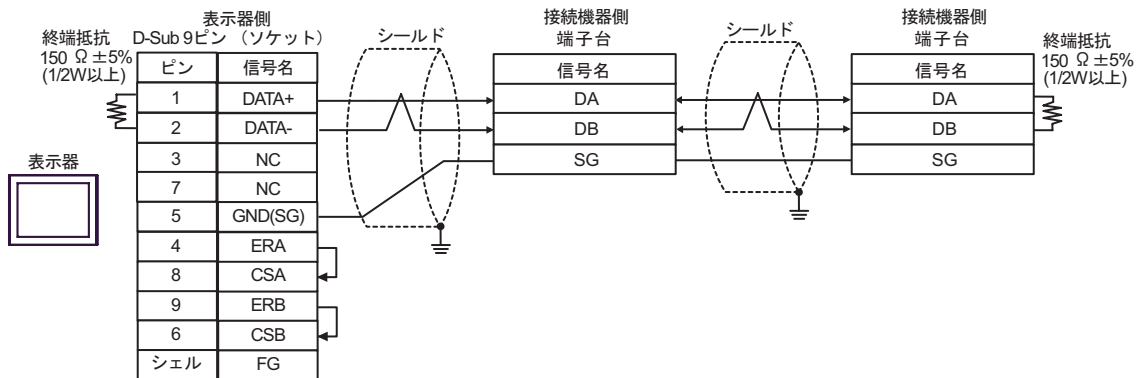 終端抵抗
150 Ω ±5%
(1/2W以上)
表示器側
D-Sub 9ピン （ソケット）
ピン 信号名
1 DATA+
2 DATA-
3 NC
7 NC
5 GND(SG)
4 ERA
8 CSA
9 ERB
6 CSB
シェル FG
表示器
シールド
接続機器側
端子台
信号名
DA
DB
SG
シールド
接続機器側
端子台
信号名
DA
DB
SG
終端抵抗
150 Ω ±5%
(1/2W以上)